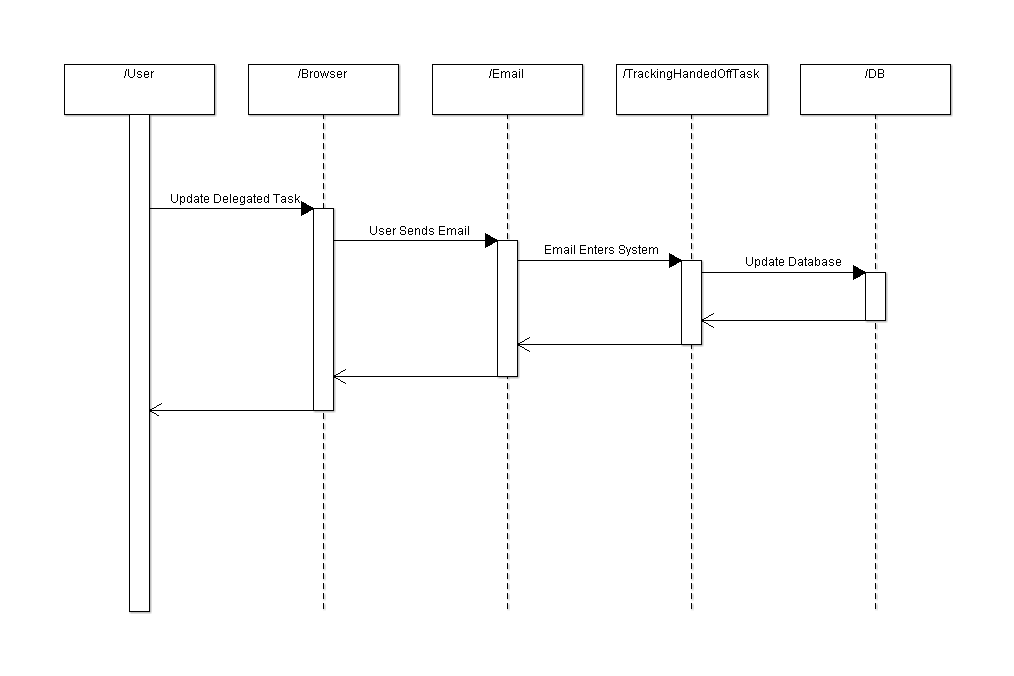 /User
/Browser
/Email
/TrackingHandedOffTask
/DB
Update Delegated Task
User Sends Email
Email Enters System
Update Database